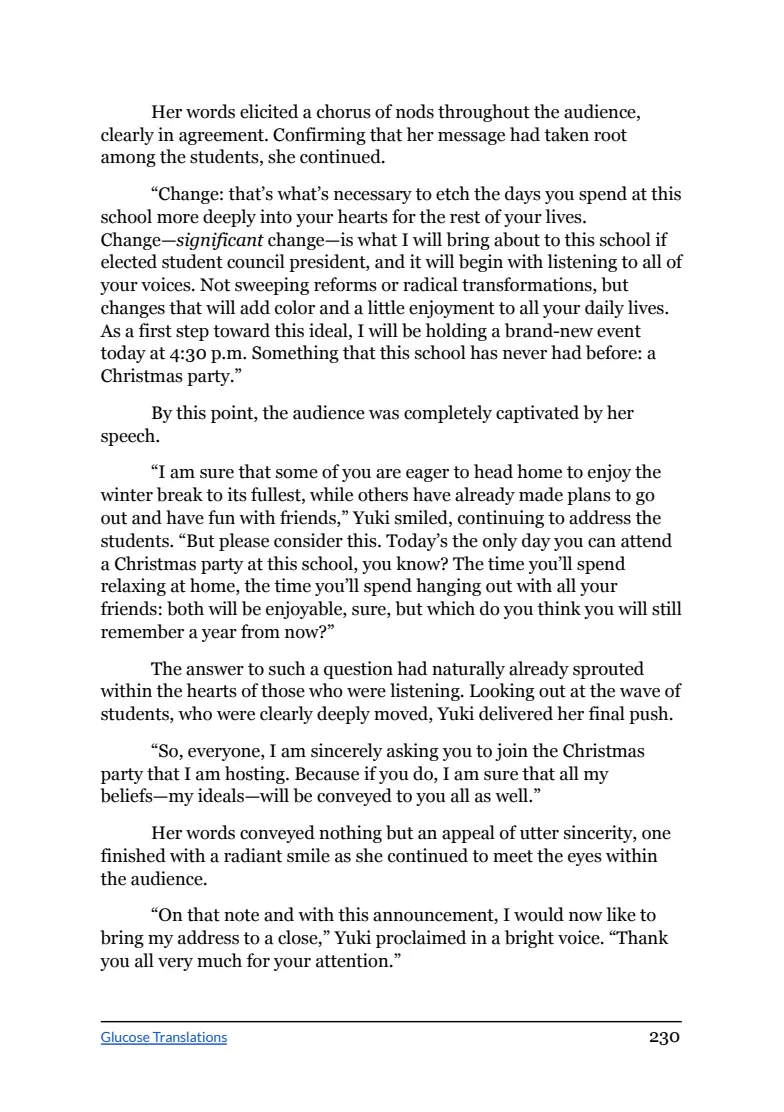 Her words elicited a chorus of nods throughout the audience,
clearly in agreement. Confirming that her message had taken root
among the students, she continued.
“Change: that’s what’s necessary to etch the days you spend at this
school more deeply into your hearts for the rest of your lives.
Change—significant change—is what I will bring about to this school if
elected student council president, and it will begin with listening to all of
your voices. Not sweeping reforms or radical transformations, but
changes that will add color and a little enjoyment to all your daily lives.
As a first step toward this ideal, I will be holding a brand-new event
today at 4:30 p.m. Something that this school has never had before: a
Christmas party.”
By this point, the audience was completely captivated by her
speech.
“I am sure that some of you are eager to head home to enjoy the
winter break to its fullest, while others have already made plans to go
out and have fun with friends,” Yuki smiled, continuing to address the
students. “But please consider this. Today’s the only day you can attend
a Christmas party at this school, you know? The time you’ll spend
relaxing at home, the time you’ll spend hanging out with all your
friends: both will be enjoyable, sure, but which do you think you will still
remember a year from now?”
The answer to such a question had naturally already sprouted
within the hearts of those who were listening. Looking out at the wave of
students, who were clearly deeply moved, Yuki delivered her final push.
“So, everyone, I am sincerely asking you to join the Christmas
party that I am hosting. Because if you do, I am sure that all my
beliefs—my ideals—will be conveyed to you all as well.”
Her words conveyed nothing but an appeal of utter sincerity, one
finished with a radiant smile as she continued to meet the eyes within
the audience.
“On that note and with this announcement, I would now like to
bring my address to a close,” Yuki proclaimed in a bright voice. “Thank
you all very much for your attention.”
Glucose Translations 230